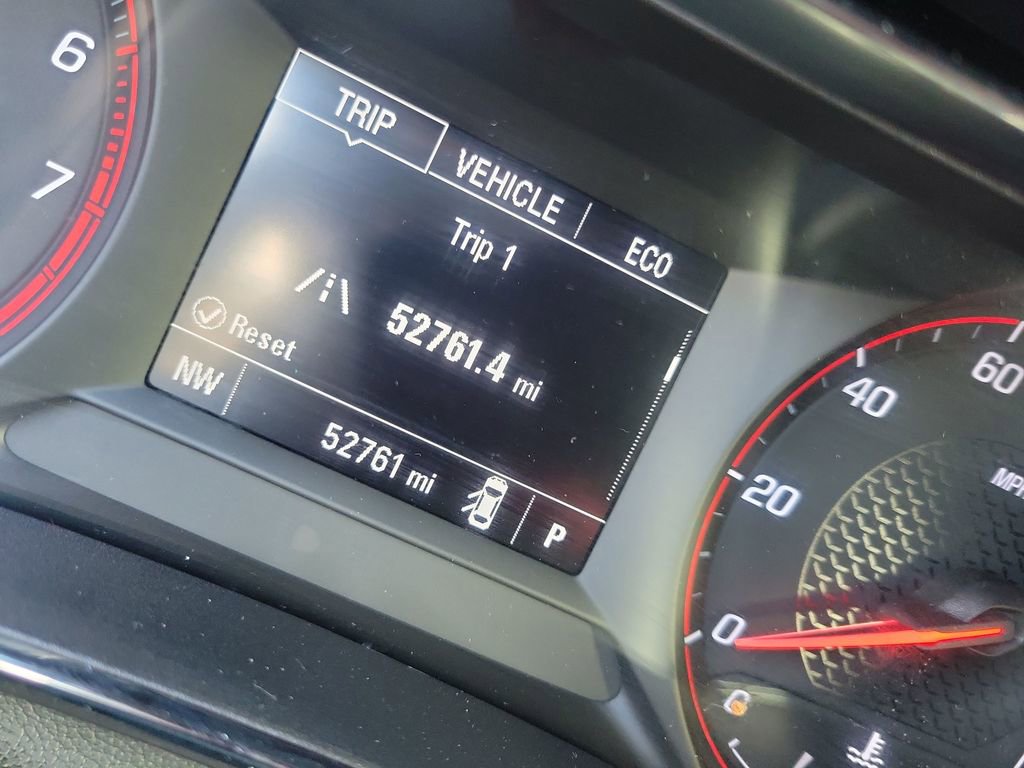 6
7
TRIP
VEHICLE
ECO
Trip 1
52761.4 mi
Reset
NW
52761 mi
P
0
20
40
60